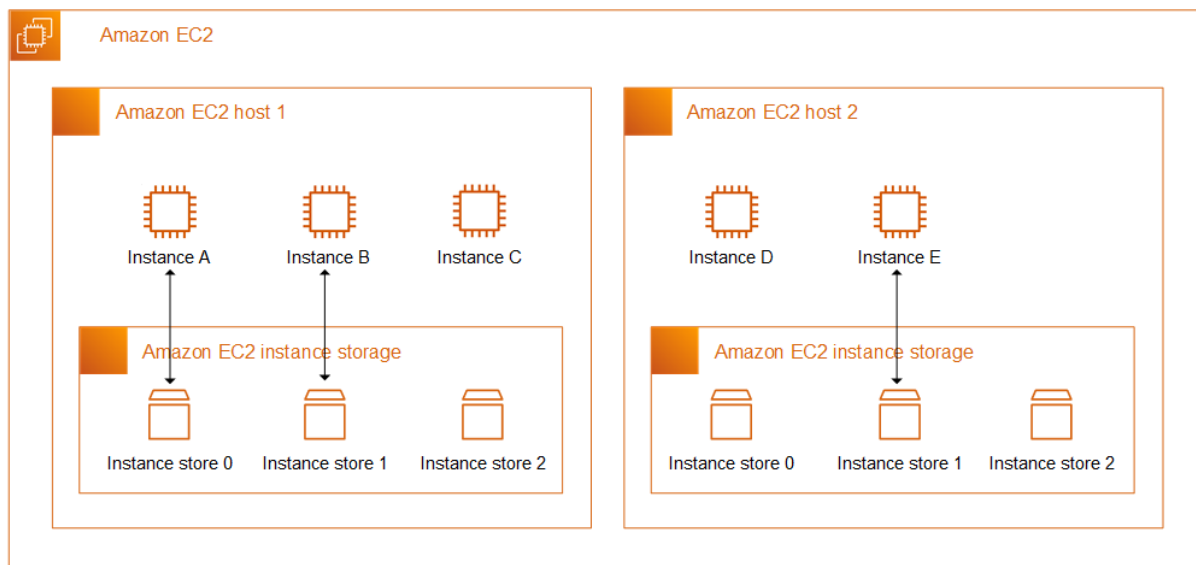 Amazon EC2
Amazon EC2 host 1
Amazon EC2 host 2
Instance A
Instance B
Instance C
Instance D
Instance E
Amazon EC2 instance storage
Amazon EC2 instance storage
Instance store 0
Instance store 1
Instance store 2
Instance store 0
Instance store 1
Instance store 2